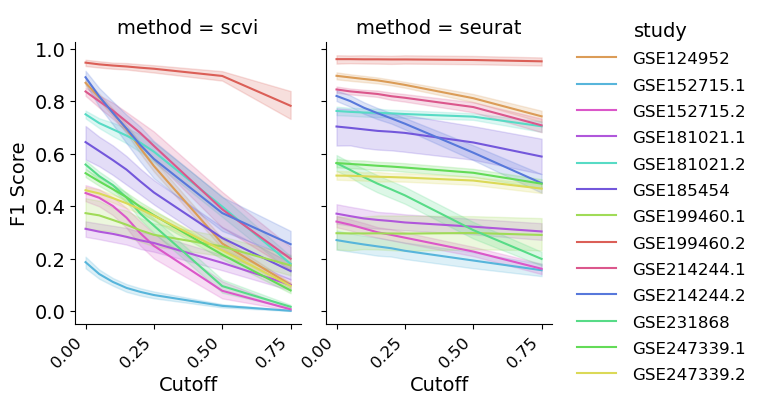 method = scvi
method = seurat
study
F1 Score
1.0
0.8
0.6
0.4
0.2
0.0
0.00
0.25
0.50
0.75
0.00
0.25
0.50
0.75
Cutoff
Cutoff
GSE124952
GSE152715.1
GSE152715.2
GSE181021.1
GSE181021.2
GSE185454
GSE199460.1
GSE199460.2
GSE214244.1
GSE214244.2
GSE231868
GSE247339.1
GSE247339.2